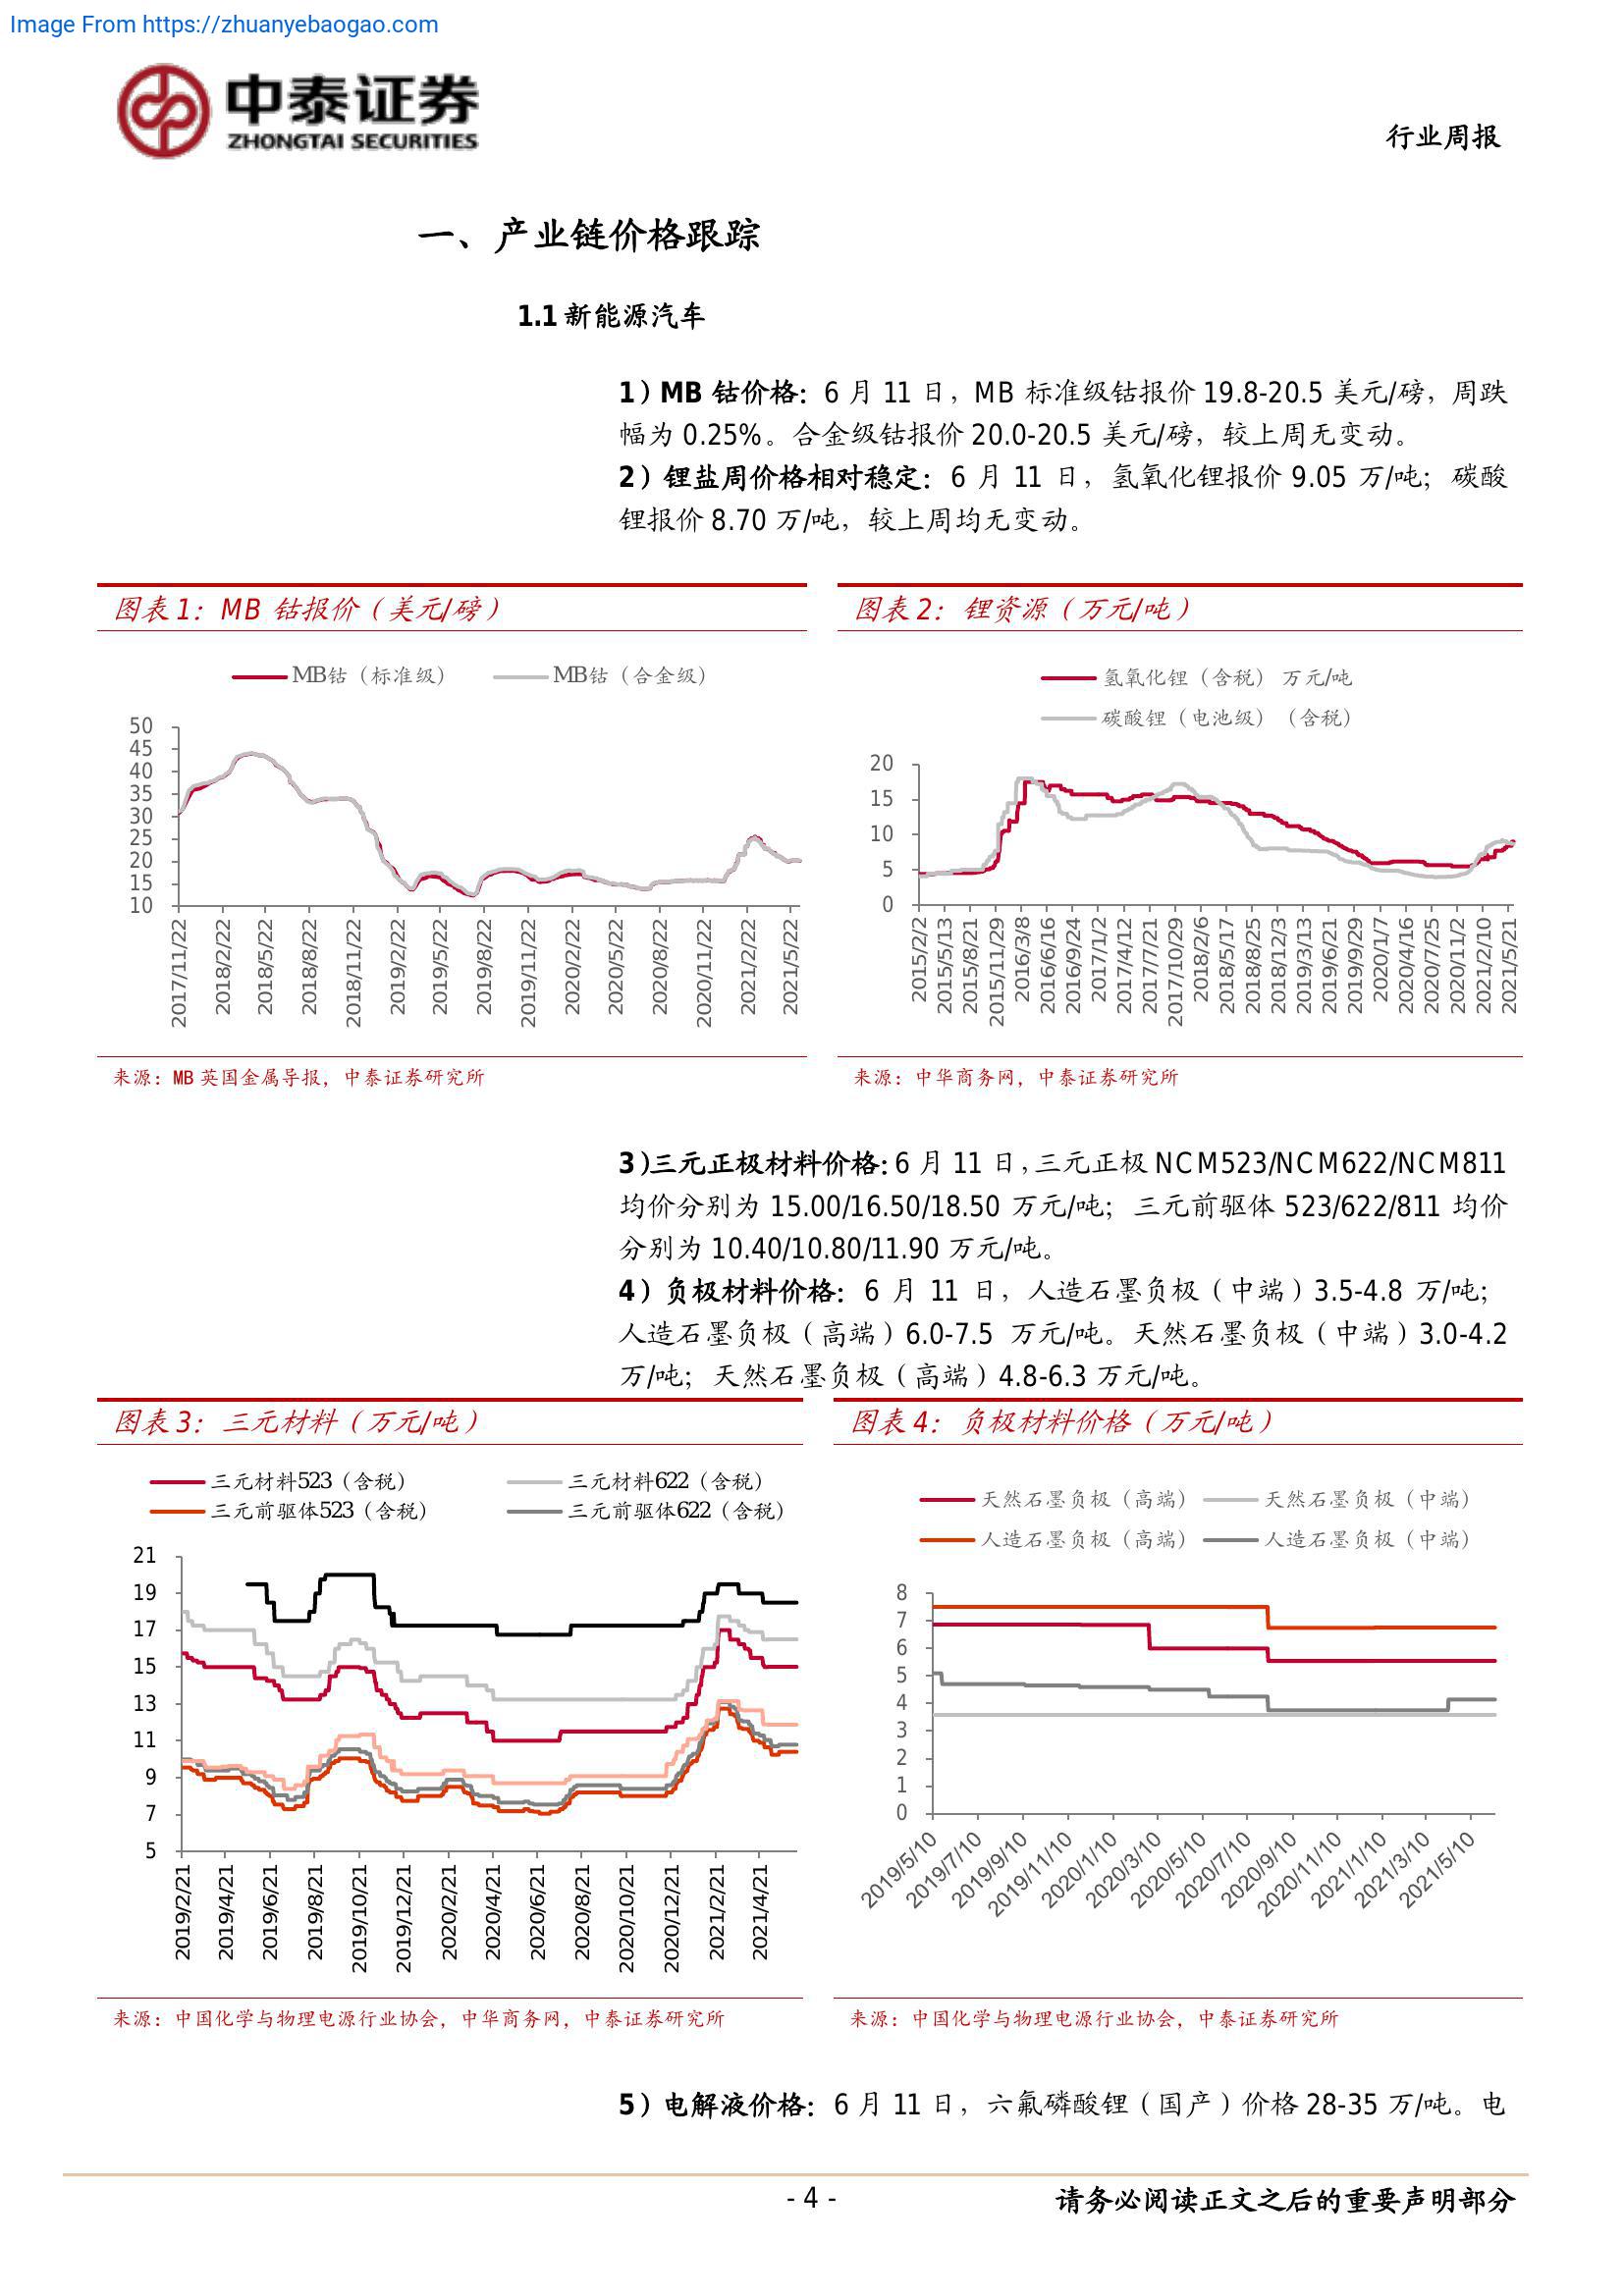 Image From https://zhuanyebaogao.com
中泰证券
ZHONGTAI SECURITIES
行业周报
一、产业链价格跟踪
1.1 新能源汽车
1）MB 钴价格：6 月 11 日，MB 标准级钴报价 19.8-20.5 美元/磅，周跌
幅为 0.25%。合金级钴报价 20.0-20.5 美元/磅，较上周无变动。
2）锂盐周价格相对稳定：6 月 11 日，氢氧化锂报价 9.05 万/吨；碳酸
锂报价 8.70 万/吨，较上周均无变动。
图表 1：MB 钴报价（美元/磅）
MB钴（标准级） MB钴（合金级）
50
45
40
35
30
25
20
15
10
2017/11/22 2018/2/22 2018/5/22 2018/8/22 2018/11/22 2019/2/22 2019/5/22 2019/8/22 2019/11/22 2020/2/22 2020/5/22 2020/8/22 2020/11/22 2021/2/22 2021/5/22
来源：MB 英国金属导报，中泰证券研究所
图表 2：锂资源（万元/吨）
氢氧化锂（含税） 万元/吨
碳酸锂（电池级）（含税）
20
15
10
5
0
2015/2/2 2015/5/13 2015/8/21 2015/11/29 2016/3/8 2016/6/16 2016/9/24 2017/1/2 2017/4/12 2017/7/21 2017/10/29 2018/2/6 2018/5/17 2018/8/25 2018/12/3 2019/3/13 2019/6/21 2019/9/29 2020/1/7 2020/4/16 2020/7/25 2020/11/2 2021/2/10 2021/5/21
来源：中华商务网，中泰证券研究所
3）三元正极材料价格：6 月 11 日，三元正极 NCM523/NCM622/NCM811
均价分别为 15.00/16.50/18.50 万元/吨；三元前驱体 523/622/811 均价
分别为 10.40/10.80/11.90 万元/吨。
4）负极材料价格：6 月 11 日，人造石墨负极（中端）3.5-4.8 万/吨；
人造石墨负极（高端）6.0-7.5 万元/吨。天然石墨负极（中端）3.0-4.2
万/吨；天然石墨负极（高端）4.8-6.3 万元/吨。
图表 3：三元材料（万元/吨）
三元材料523（含税） 三元材料622（含税）
三元前驱体523（含税） 三元前驱体622（含税）
21
19
17
15
13
11
9
7
5
2019/2/21 2019/4/21 2019/6/21 2019/8/21 2019/10/21 2019/12/21 2020/2/21 2020/4/21 2020/6/21 2020/8/21 2020/10/21 2020/12/21 2021/2/21 2021/4/21
来源：中国化学与物理电源行业协会，中华商务网，中泰证券研究所
图表 4：负极材料价格（万元/吨）
天然石墨负极（高端） 天然石墨负极（中端）
人造石墨负极（高端） 人造石墨负极（中端）
8
7
6
5
4
3
2
1
0
2019/5/10 2019/7/10 2019/9/10 2019/11/10 2020/1/10 2020/3/10 2020/5/10 2020/7/10 2020/9/10 2020/11/10 2021/1/10 2021/3/10 2021/5/10
来源：中国化学与物理电源行业协会，中泰证券研究所
5）电解液价格：6 月 11 日，六氟磷酸锂（国产）价格 28-35 万/吨。电
- 4 -
请务必阅读正文之后的重要声明部分